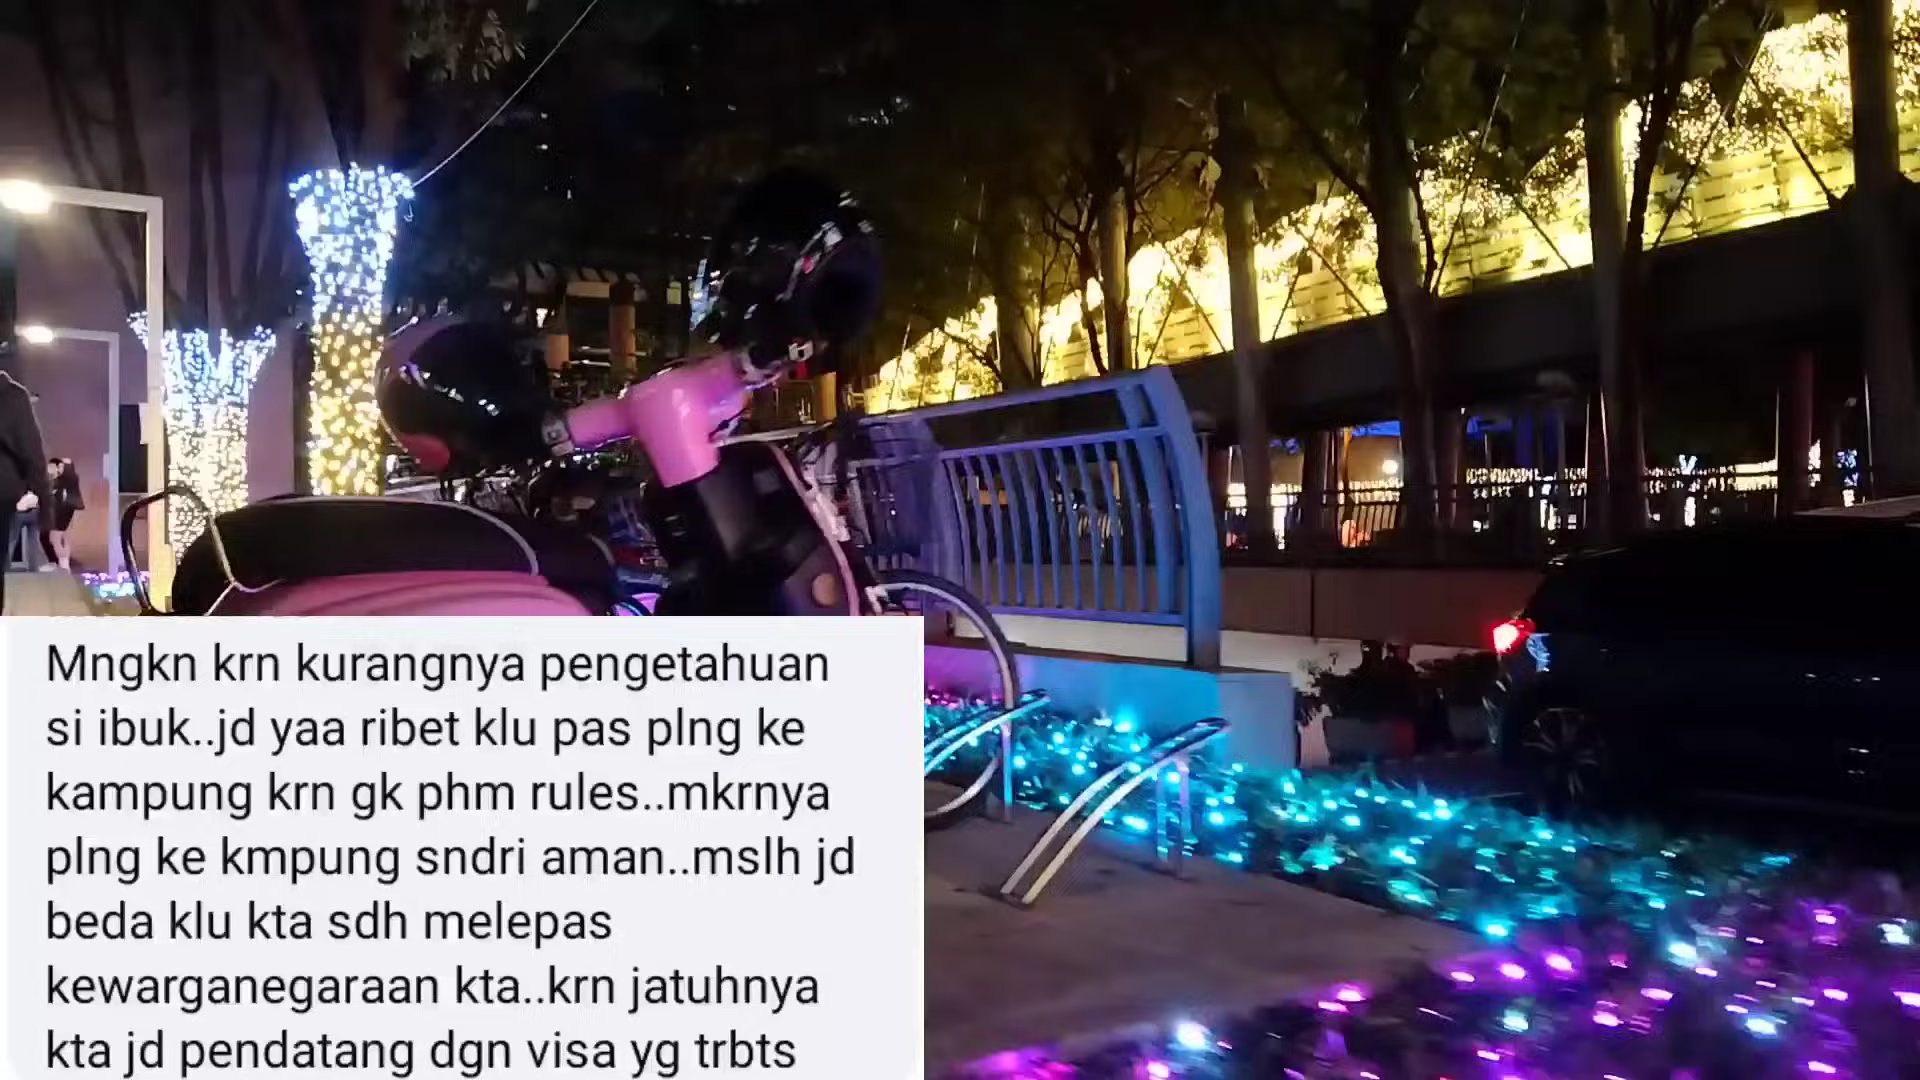 Mngkn krn kurangnya pengetahuan
si ibuk..jd yaa ribet klu pas plng ke
kampung krn gk phm rules..mkrnya
plng ke kmpung sndri aman..mslh jd
beda klu kta sdh melepas
kewarganegaraan kta..krn jatuhnya
kta jd pendatang dgn visa yg trbts